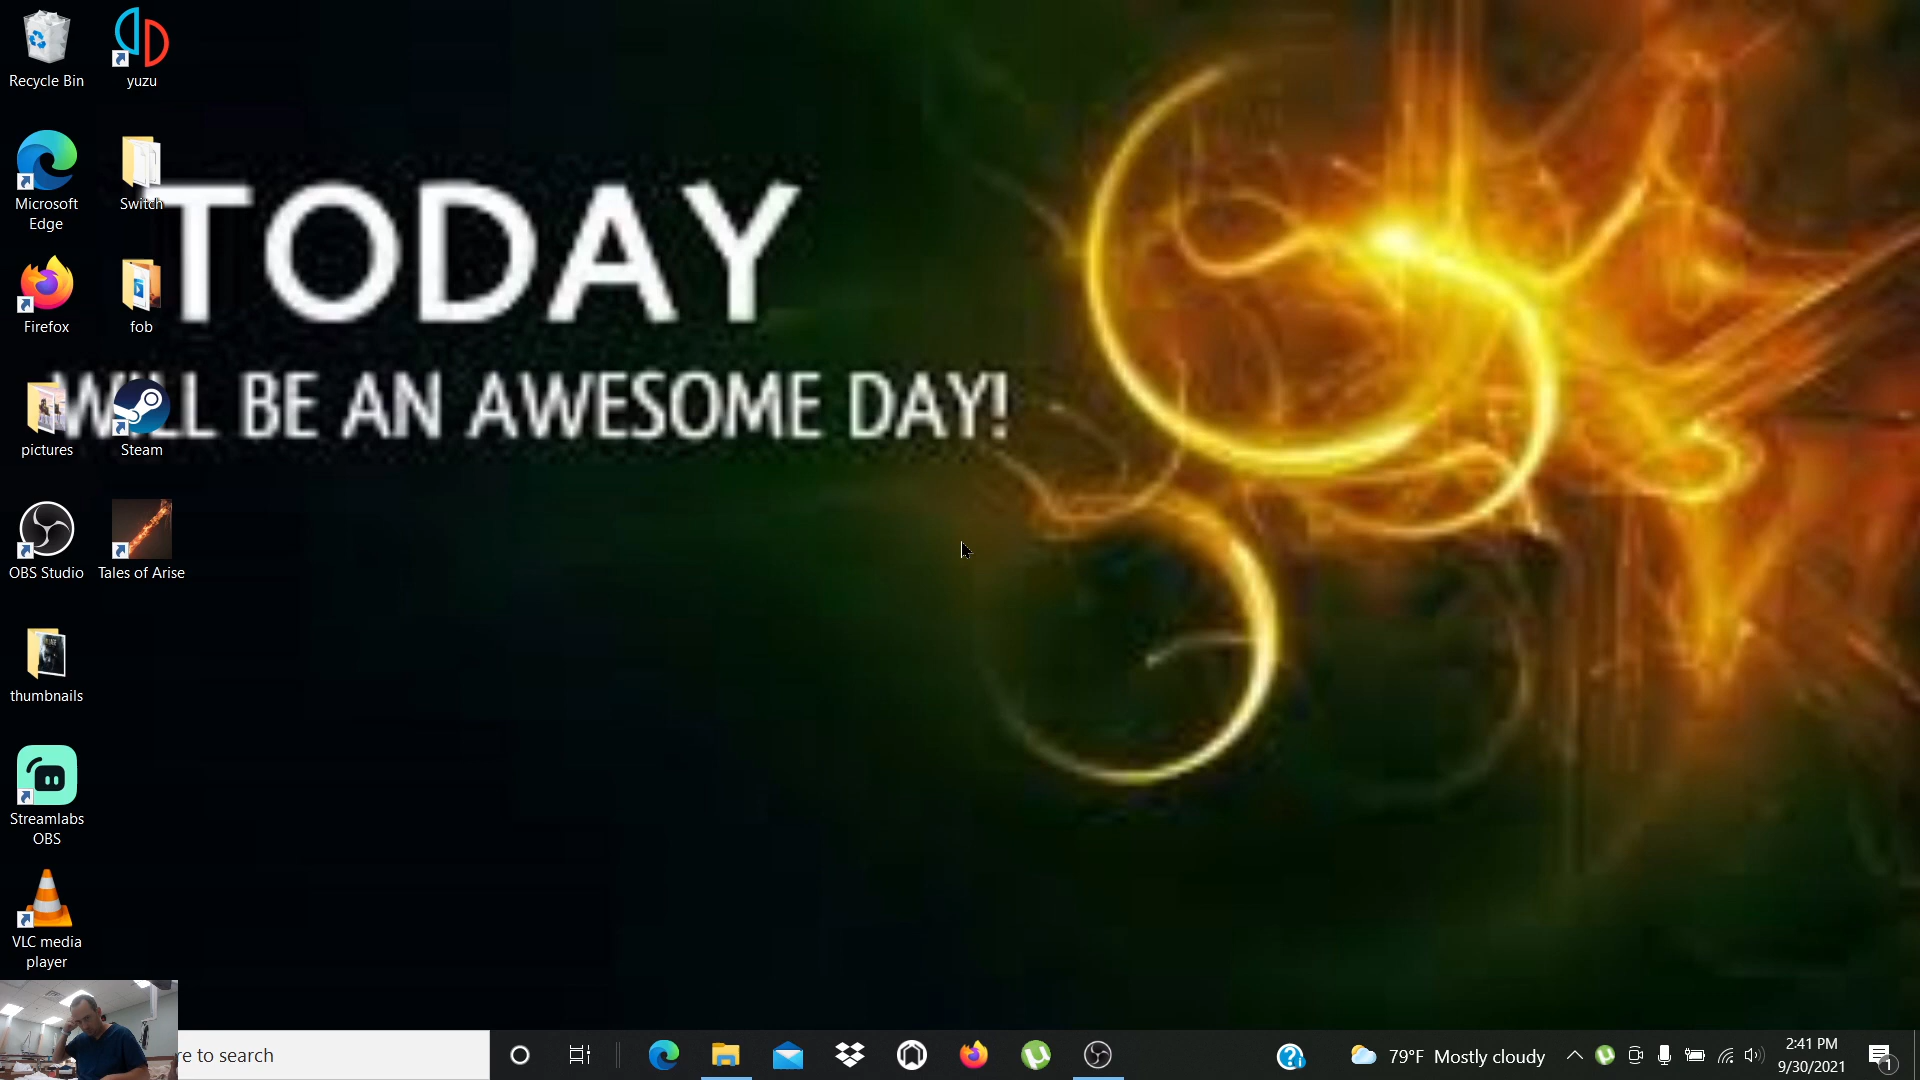 Recycle Bin
yuzu
Microsoft
Edge
Switch
Firefox
fob
pictures
Steam
OBS Studio
Tales of Arise
thumbnails
Streamlabs
OBS
VLC media
player
TODAY
WILL BE AN AWESOME DAY!
re to search
79°F Mostly cloudy
2:41 PM
9/30/2021
1